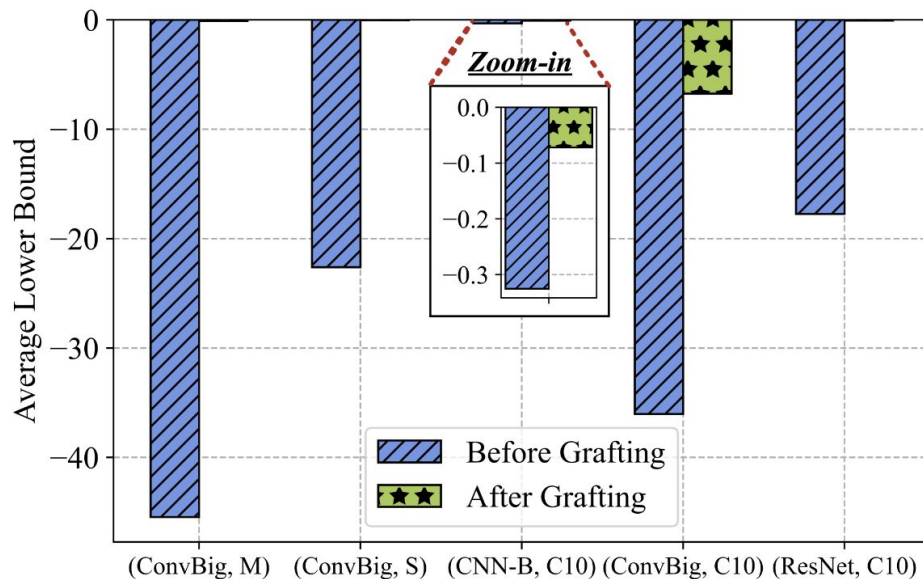 Average Lower Bound
0
−10
−20
−30
−40
Zoom-in
0.0
−0.1
−0.2
−0.3
Before Grafting
After Grafting
(ConvBig, M) (ConvBig, S) (CNN-B, C10) (ConvBig, C10) (ResNet, C10)